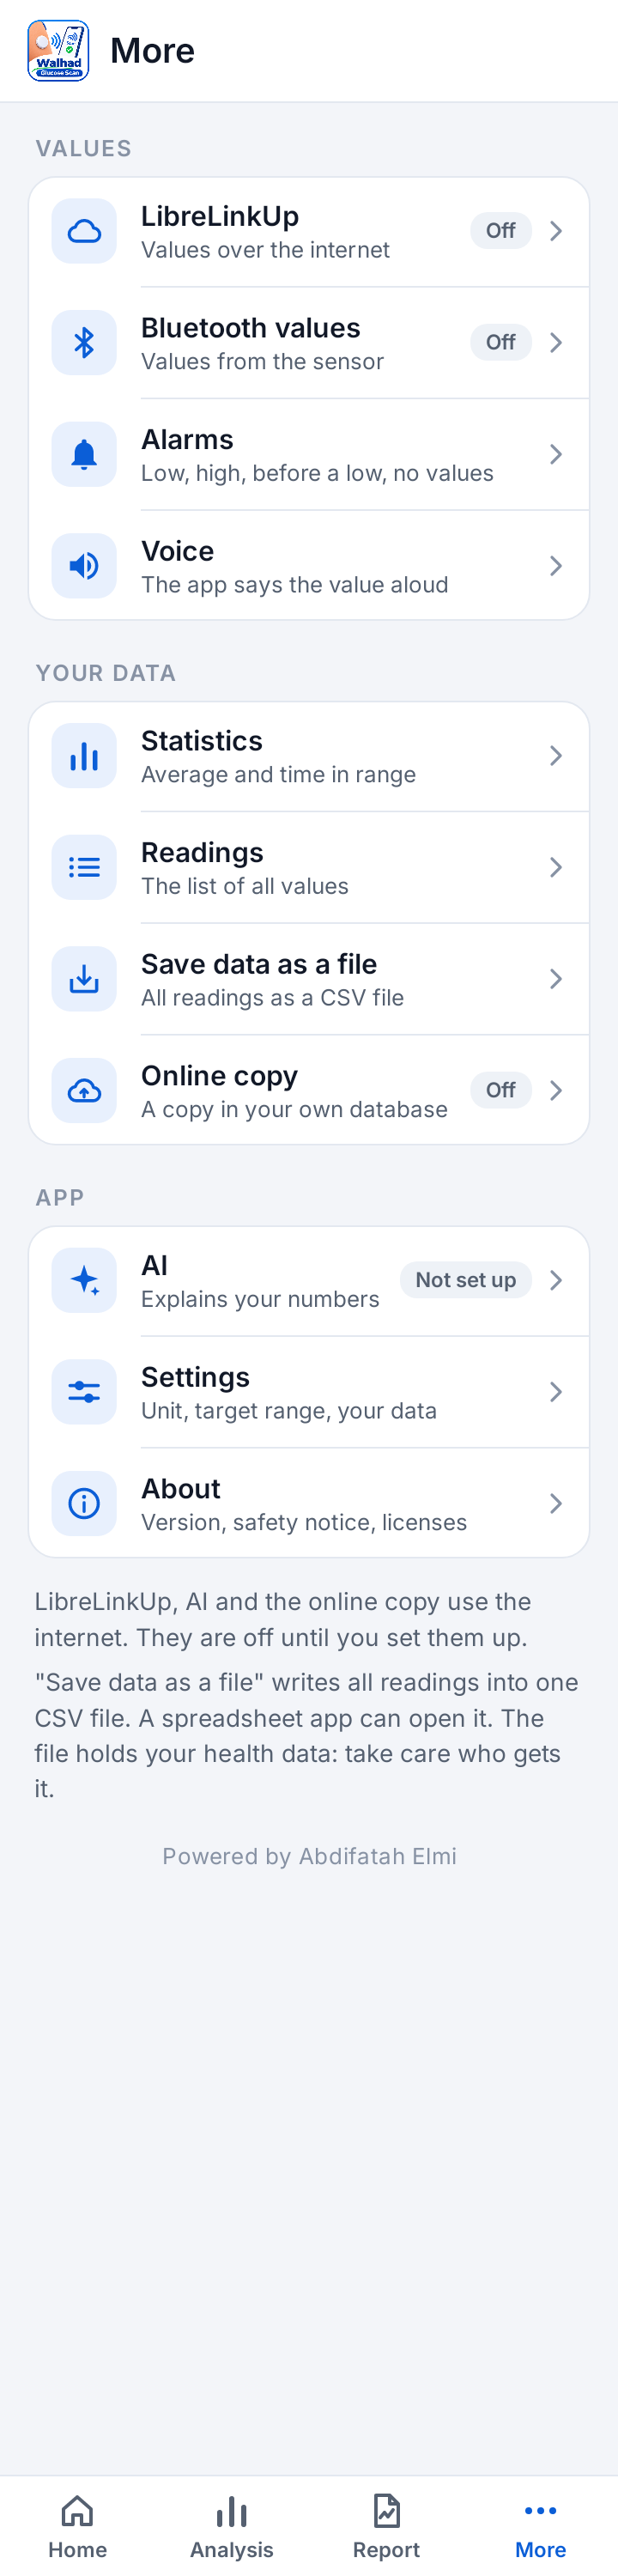 Walhad
Glucose Scan
More
VALUES
LibreLinkUp
Values over the internet
Off
Bluetooth values
Values from the sensor
Off
Alarms
Low, high, before a low, no values
Voice
The app says the value aloud
YOUR DATA
Statistics
Average and time in range
Readings
The list of all values
Save data as a file
All readings as a CSV file
Online copy
A copy in your own database
Off
APP
AI
Explains your numbers
Not set up
Settings
Unit, target range, your data
About
Version, safety notice, licenses
LibreLinkUp, AI and the online copy use the
internet. They are off until you set them up.
"Save data as a file" writes all readings into one
CSV file. A spreadsheet app can open it. The
file holds your health data: take care who gets
it.
Powered by Abdifatah Elmi
Home
Analysis
Report
More